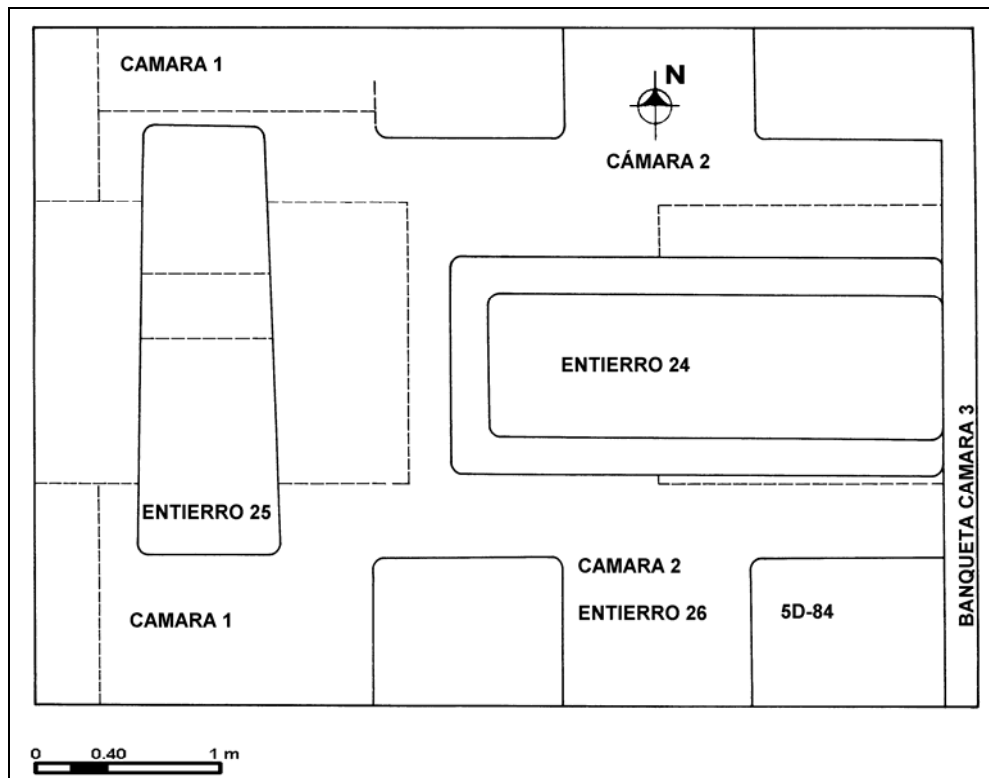 CAMARA 1
N
CÁMARA 2
ENTIERRO 24
ENTIERRO 25
CAMARA 2
CAMARA 1
ENTIERRO 26
5D-84
BANQUETA CAMARA 3
0 0.40 1 m